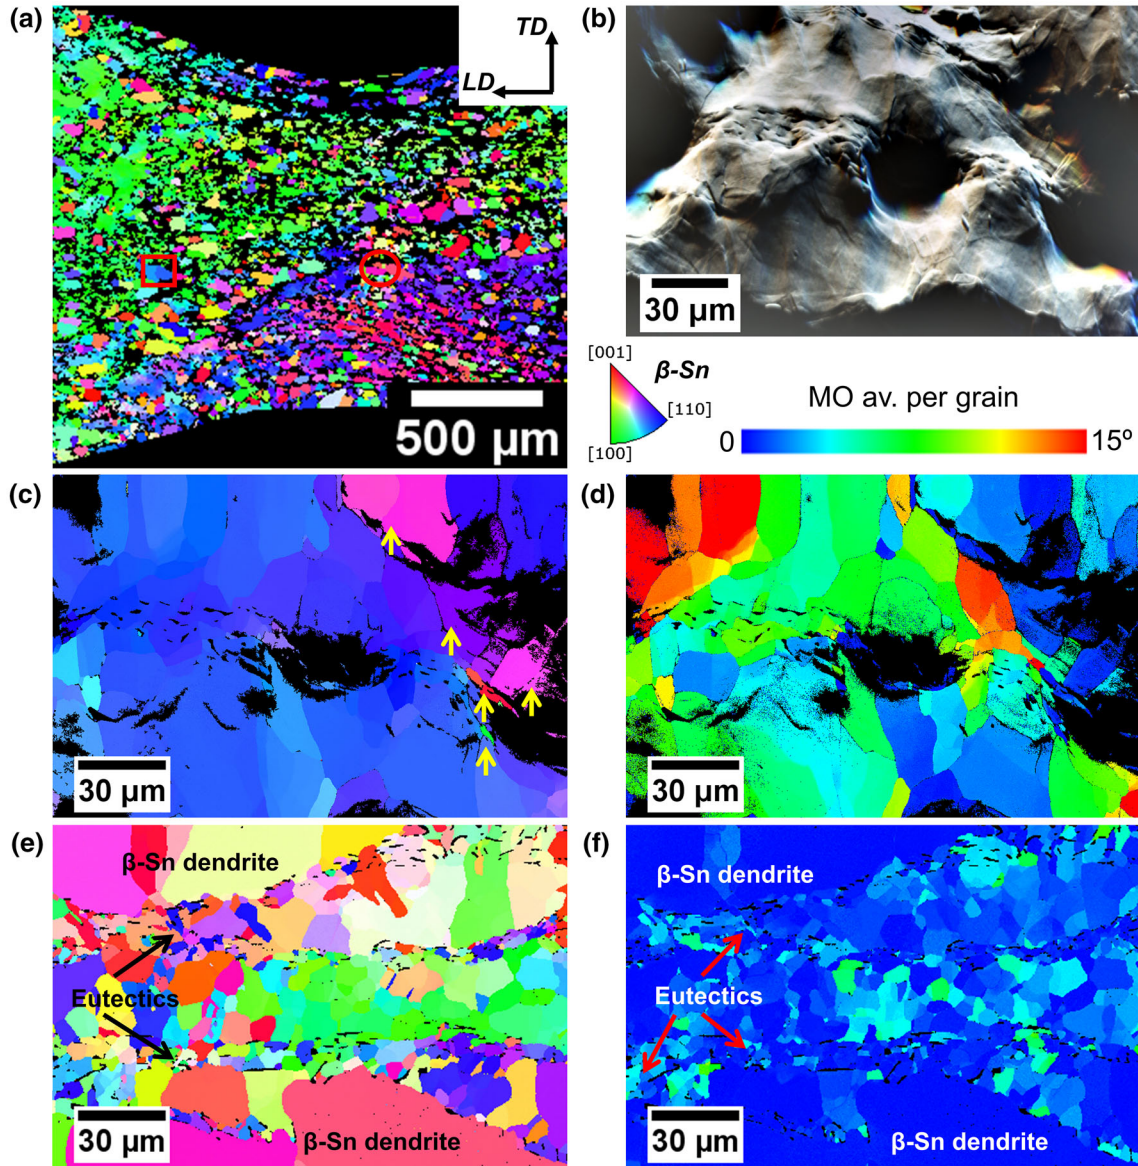 (a)
TD
LD
500 µm
(b)
30 µm
[001]
β-Sn
[110]
[100]
MO av. per grain
0
15º
(c)
30 µm
(d)
30 µm
(e)
β-Sn dendrite
Eutectics
30 µm
β-Sn dendrite
(f)
β-Sn dendrite
Eutectics
30 µm
β-Sn dendrite